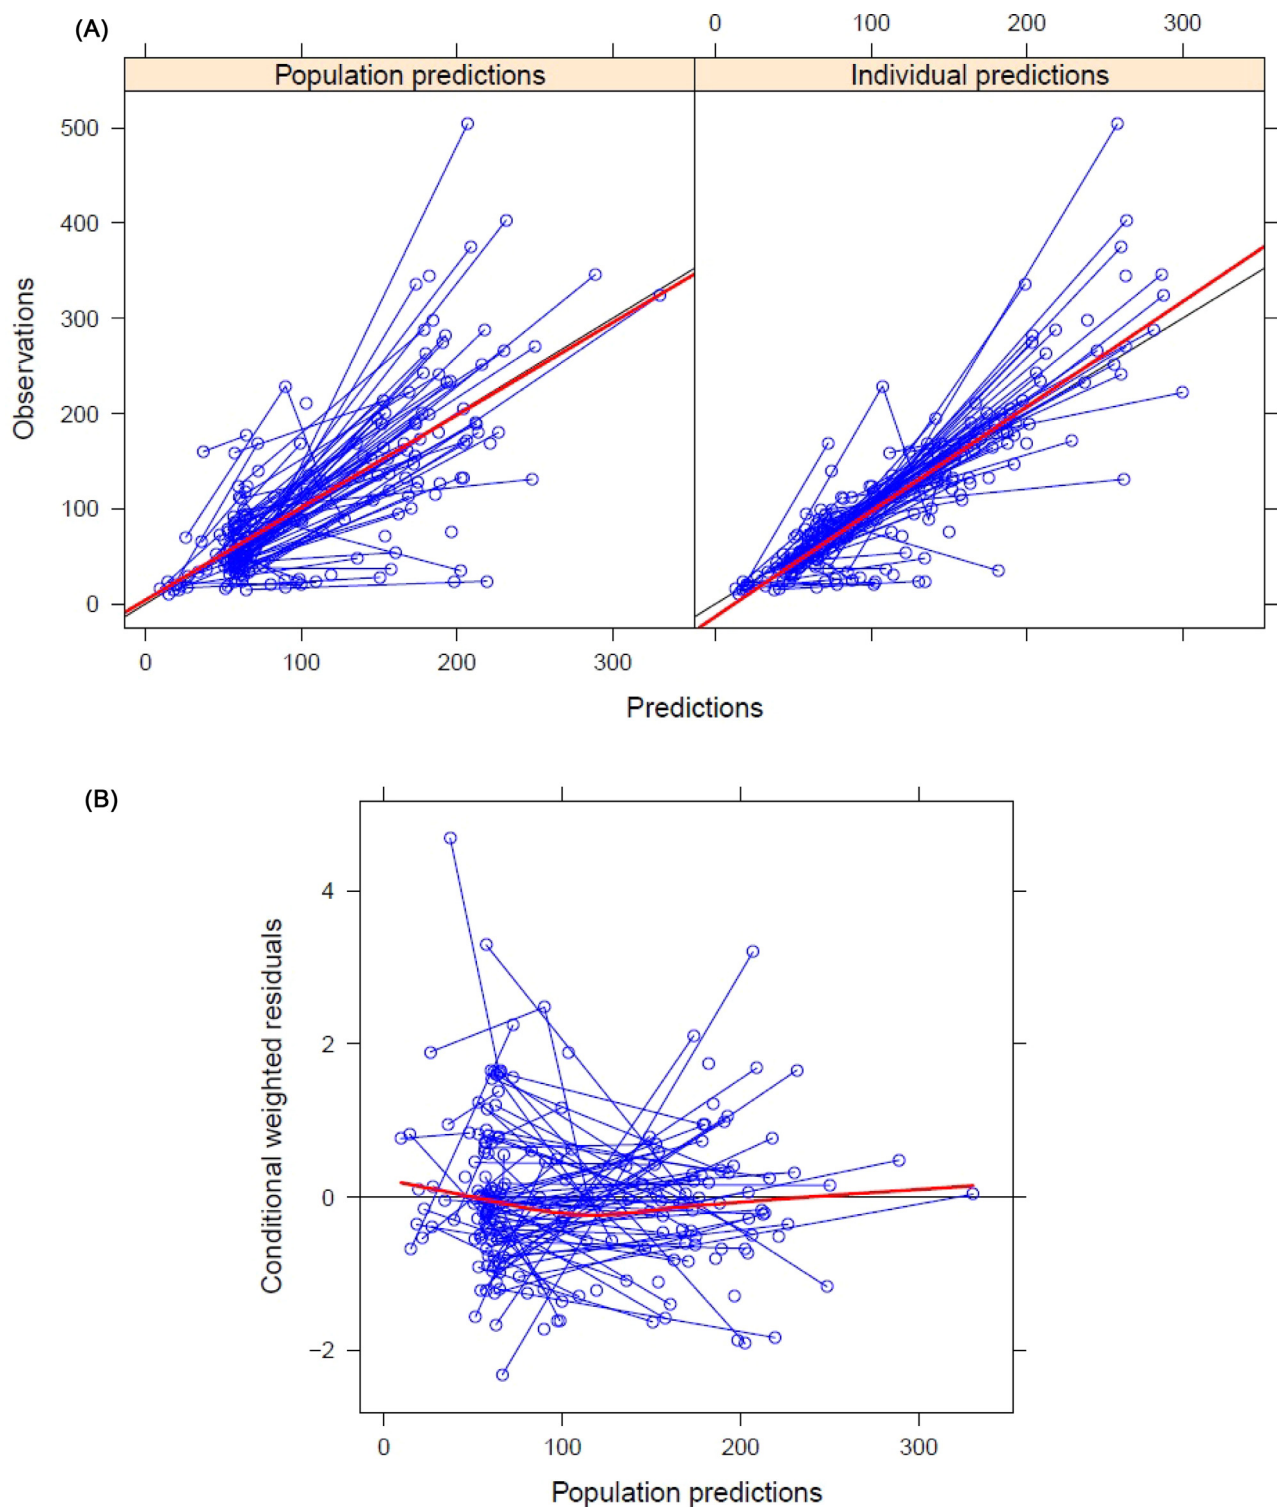 (A)
0 100 200 300
Population predictions
Individual predictions
500
400
300
200
100
0
Observations
0 100 200 300
Predictions
(B)
4
2
0
−2
Conditional weighted residuals
0 100 200 300
Population predictions